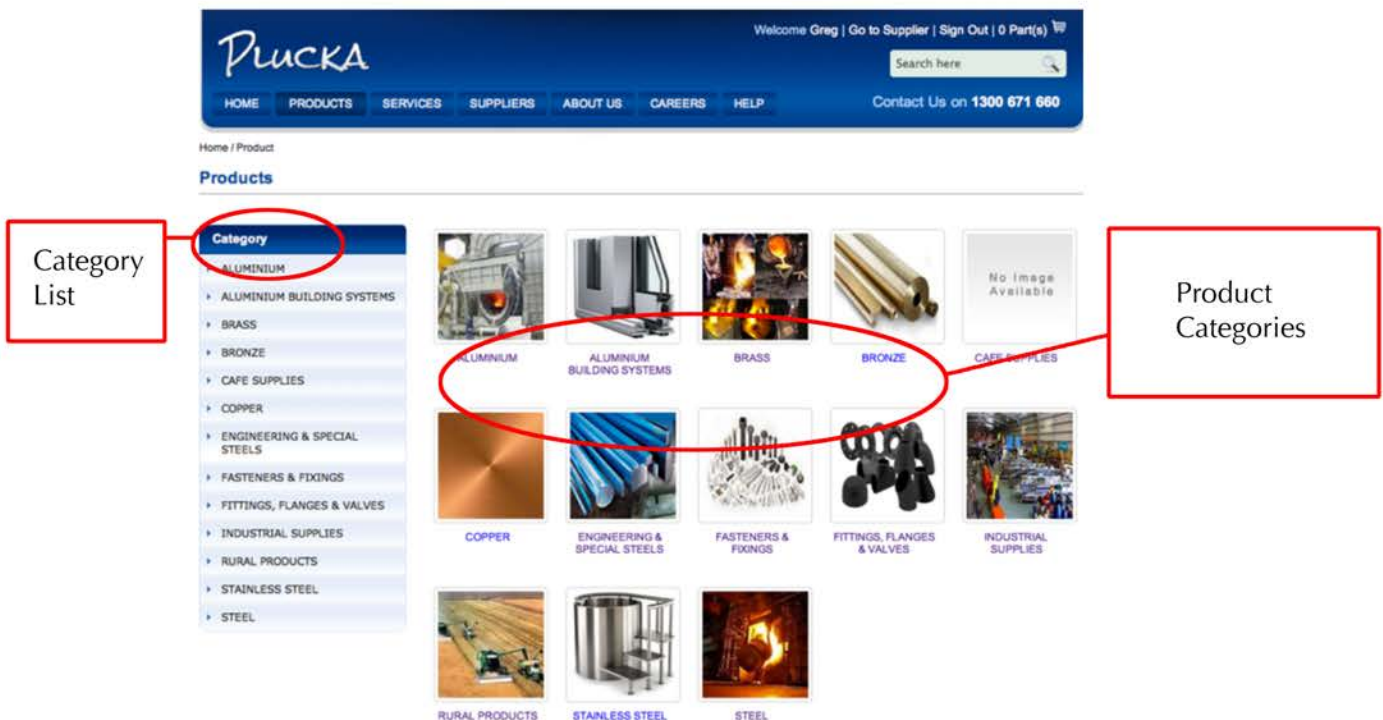 PLUCKA
Welcome Greg | Go to Supplier | Sign Out | 0 Part(s)
Search here
HOME PRODUCTS SERVICES SUPPLIERS ABOUT US CAREERS HELP
Contact Us on 1300 671 660
Home / Product
Products
Category
List
Category
ALUMINIUM
ALUMINIUM BUILDING SYSTEMS
BRASS
BRONZE
CAFE SUPPLIES
COPPER
ENGINEERING & SPECIAL
STEELS
FASTENERS & FIXINGS
FITTINGS, FLANGES & VALVES
INDUSTRIAL SUPPLIES
RURAL PRODUCTS
STAINLESS STEEL
STEEL
No Image
Available
ALUMINIUM
ALUMINIUM
BUILDING SYSTEMS
BRASS
BRONZE
CAFE SUPPLIES
COPPER
ENGINEERING &
SPECIAL STEELS
FASTENERS &
FIXINGS
FITTINGS, FLANGES
& VALVES
INDUSTRIAL
SUPPLIES
RURAL PRODUCTS
STAINLESS STEEL
STEEL
Product
Categories